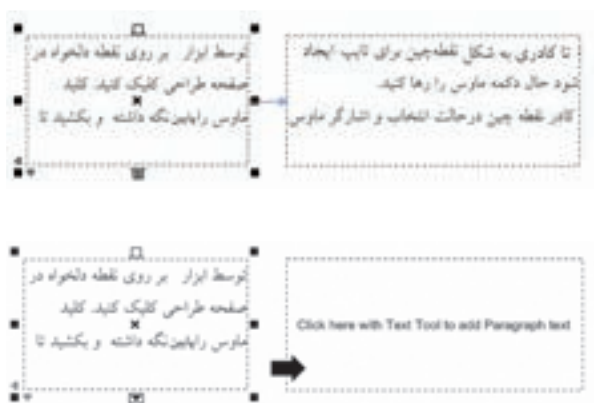 توسط ابزار بر روی نقطه دلخواه در
صفحه طراحی کلیک کنید. کلید
ماوس راپایین‌نگه داشته و بکشید تا
تا کادری به شکل نقطه‌چین برای تایپ ایجاد
شود حال دکمه ماوس را رها کنید.
کادر نقطه چین درحالت انتخاب و اشارگر ماوس
توسط ابزار بر روی نقطه دلخواه در
صفحه طراحی کلیک کنید. کلید
ماوس راپایین‌نگه داشته و بکشید تا
Click here with Text Tool to add Paragraph text